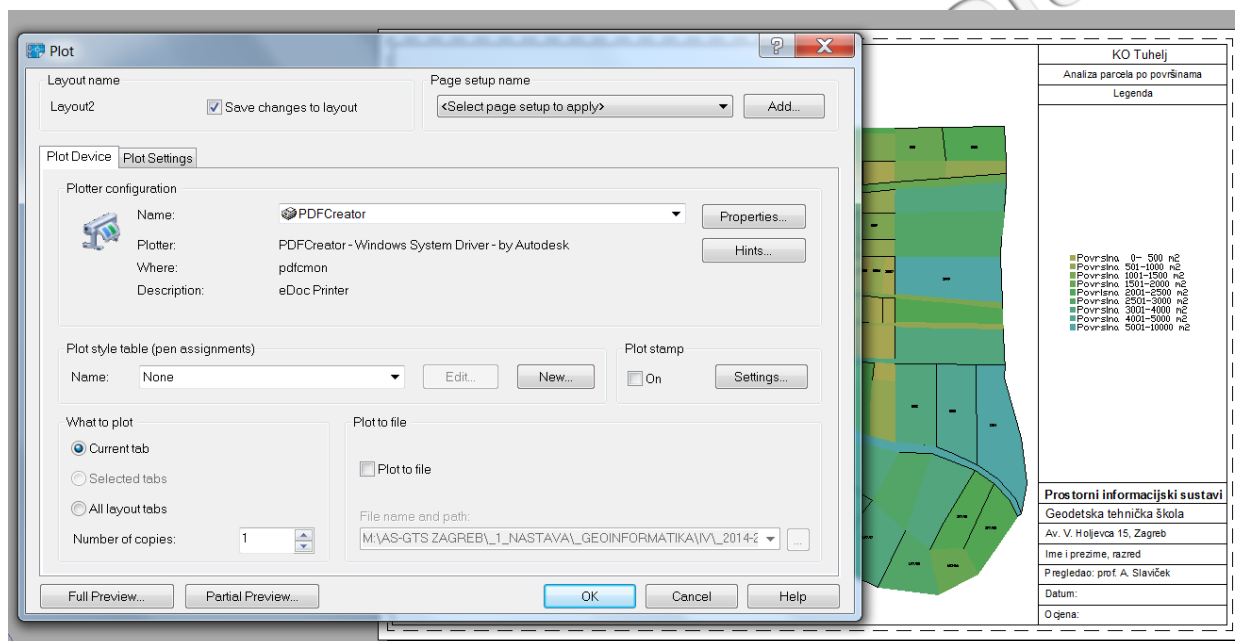 Plot
Layout name
Layout2
Save changes to layout
Page setup name
<Select page setup to apply>
Add...
Plot Device
Plot Settings
Plotter configuration
Name:
PDFCreator
Properties...
Plotter:
PDFCreator - Windows System Driver - by Autodesk
Hints...
Where:
pdfcmon
Description:
eDoc Printer
Plot style table (pen assignments)
Name:
None
Edit...
New...
Plot stamp
On
Settings...
What to plot
Current tab
Selected tabs
All layout tabs
Number of copies:
1
Plot to file
Plot to file
File name and path:
M:\AS-GTS ZAGREB\_1_NASTAVA\_GEOINFORMATIKA\IV\_2014-2
...
Full Preview...
Partial Preview...
OK
Cancel
Help
KO Tuhelj
Analiza parcela po površinama
Legenda
Povrsina 0- 500 m2
Povrsina 501-1000 m2
Povrsina 1001-1500 m2
Povrsina 1501-2000 m2
Povrisna 2001-2500 m2
Povrsina 2501-3000 m2
Povrsina 3001-4000 m2
Povrsina 4001-5000 m2
Povrsina 5001-10000 m2
Prostorni informacijski sustavi
Geodetska tehnička škola
Av. V. Holjevca 15, Zagreb
Ime i prezime, razred
Pregledao: prof. A. Slaviček
Datum:
Ocjena: